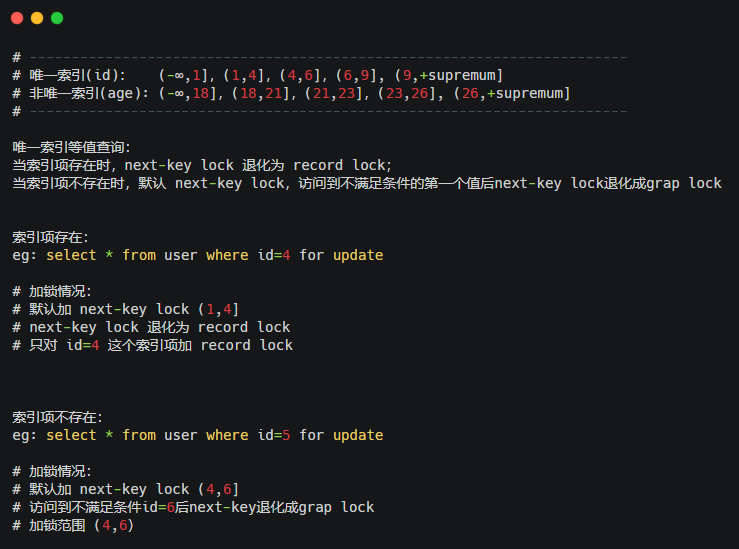 # -----------------------------------------------------------------------
# 唯一索引(id):   (-∞,1], (1,4], (4,6], (6,9], (9,+supremum]
# 非唯一索引(age): (-∞,18], (18,21], (21,23], (23,26], (26,+supremum]
# -----------------------------------------------------------------------
唯一索引等值查询:
当索引项存在时, next-key lock 退化为 record lock;
当索引项不存在时, 默认 next-key lock, 访问到不满足条件的第一个值后next-key lock退化成grap lock
索引项存在:
eg: select * from user where id=4 for update
# 加锁情况:
# 默认加 next-key lock (1,4]
# next-key lock 退化为 record lock
# 只对 id=4 这个索引项加 record lock
索引项不存在:
eg: select * from user where id=5 for update
# 加锁情况:
# 默认加 next-key lock (4,6]
# 访问到不满足条件id=6后next-key退化成grap lock
# 加锁范围 (4,6)